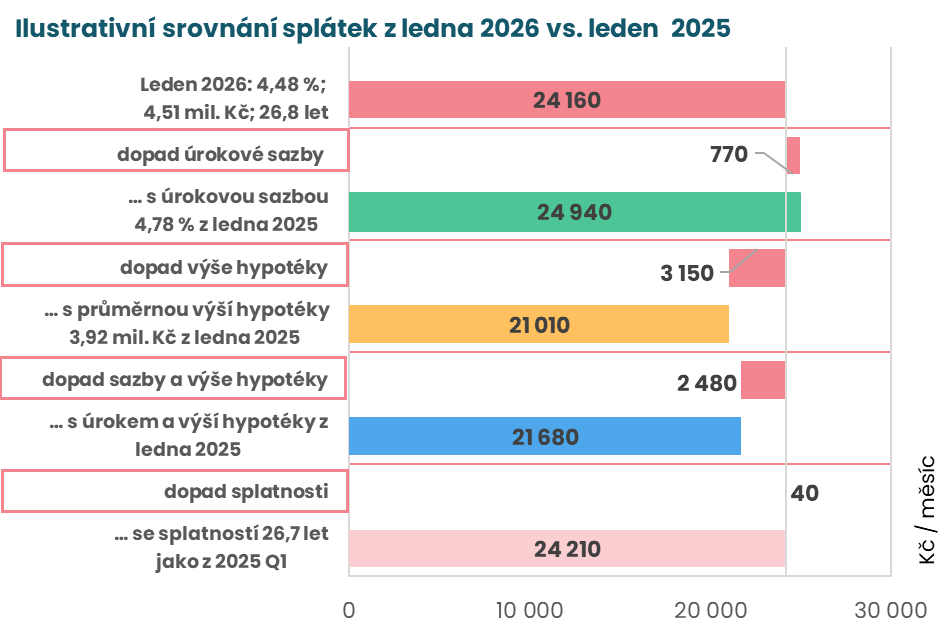 Ilustrativní srovnání splátek z ledna 2026 vs. leden 2025
Leden 2026: 4,48 %;
4,51 mil. Kč; 26,8 let
24 160
dopad úrokové sazby
770
... s úrokovou sazbou
4,78 % z ledna 2025
24 940
dopad výše hypotéky
3 150
... s průměrnou výší hypotéky
3,92 mil. Kč z ledna 2025
21 010
dopad sazby a výše hypotéky
2 480
... s úrokem a výší hypotéky z
ledna 2025
21 680
dopad splatnosti
40
... se splatností 26,7 let
jako z 2025 Q1
24 210
Kč / měsíc
0
10 000
20 000
30 000